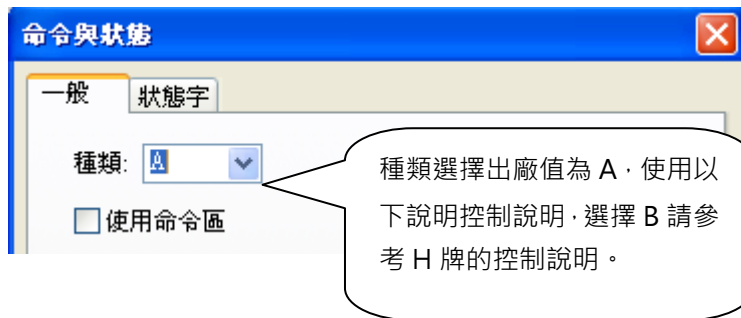 命令與狀態
一般 狀態字
種類: A
使用命令區
種類選擇出廠值為 A，使用以
下說明控制說明，選擇 B 請參
考 H 牌的控制說明。